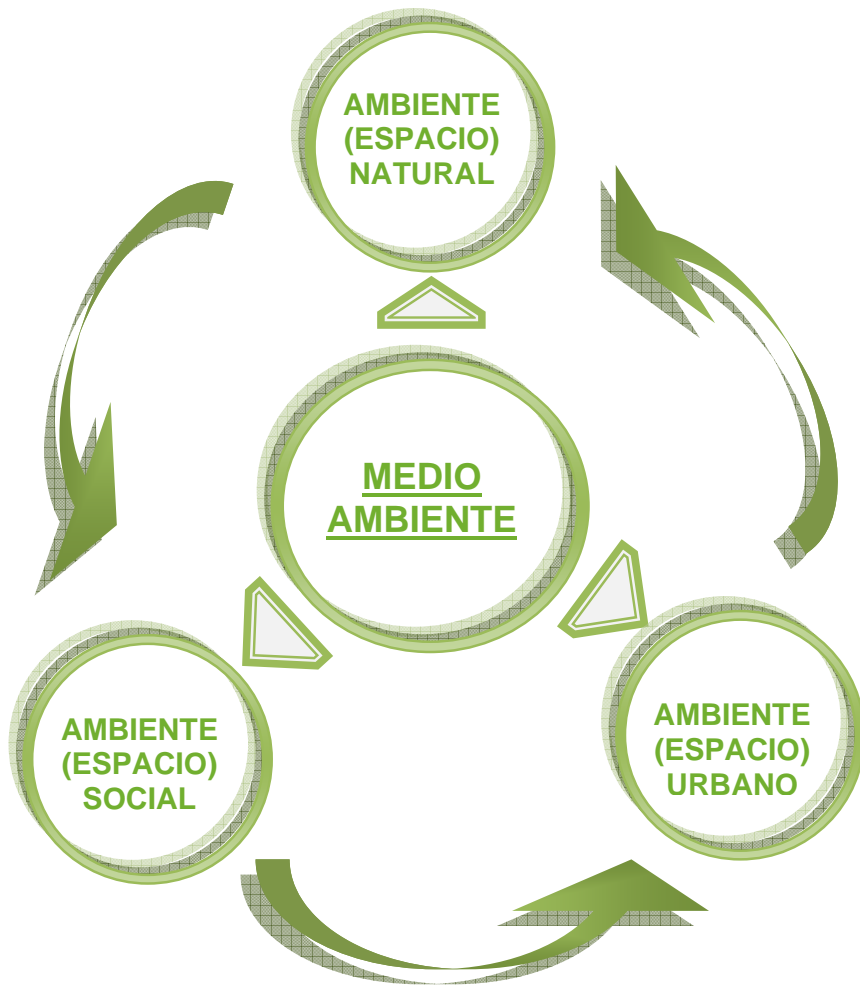 AMBIENTE
(ESPACIO)
NATURAL
MEDIO
AMBIENTE
AMBIENTE
(ESPACIO)
SOCIAL
AMBIENTE
(ESPACIO)
URBANO